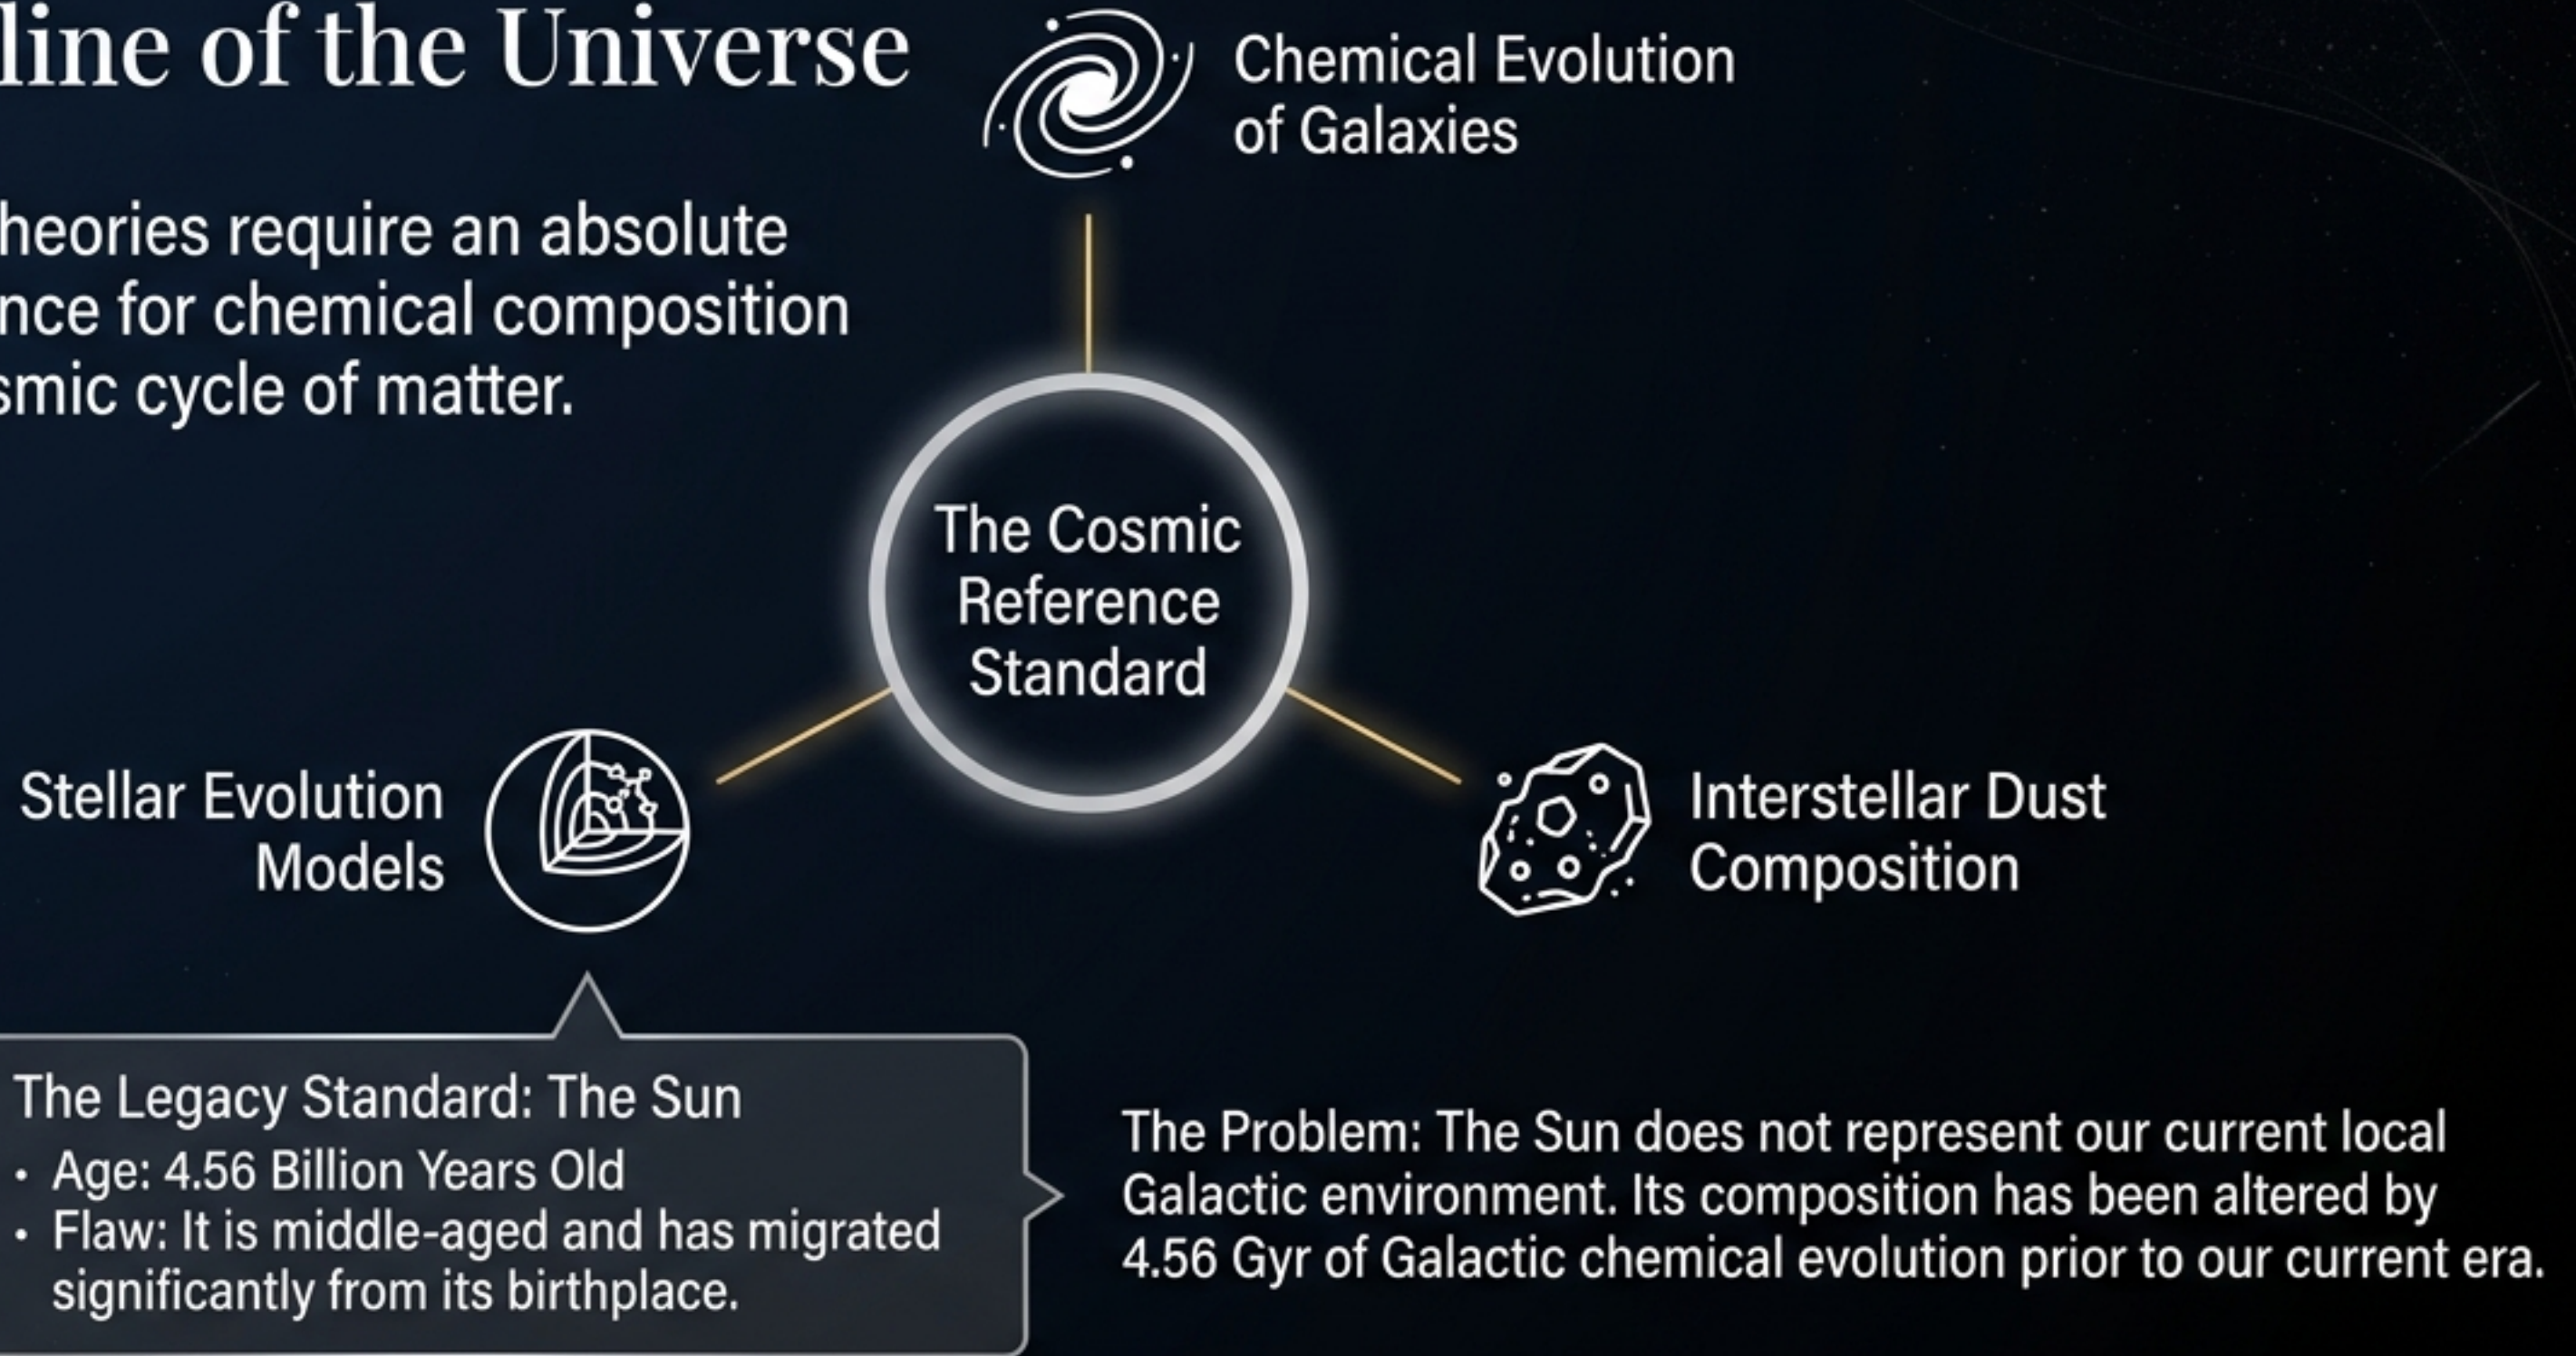 line of the Universe
heories require an absolute
nce for chemical composition
smic cycle of matter.
Chemical Evolution
of Galaxies
The Cosmic
Reference
Standard
Stellar Evolution
Models
Interstellar Dust
Composition
The Legacy Standard: The Sun
• Age: 4.56 Billion Years Old
• Flaw: It is middle-aged and has migrated
significantly from its birthplace.
The Problem: The Sun does not represent our current local
Galactic environment. Its composition has been altered by
4.56 Gyr of Galactic chemical evolution prior to our current era.